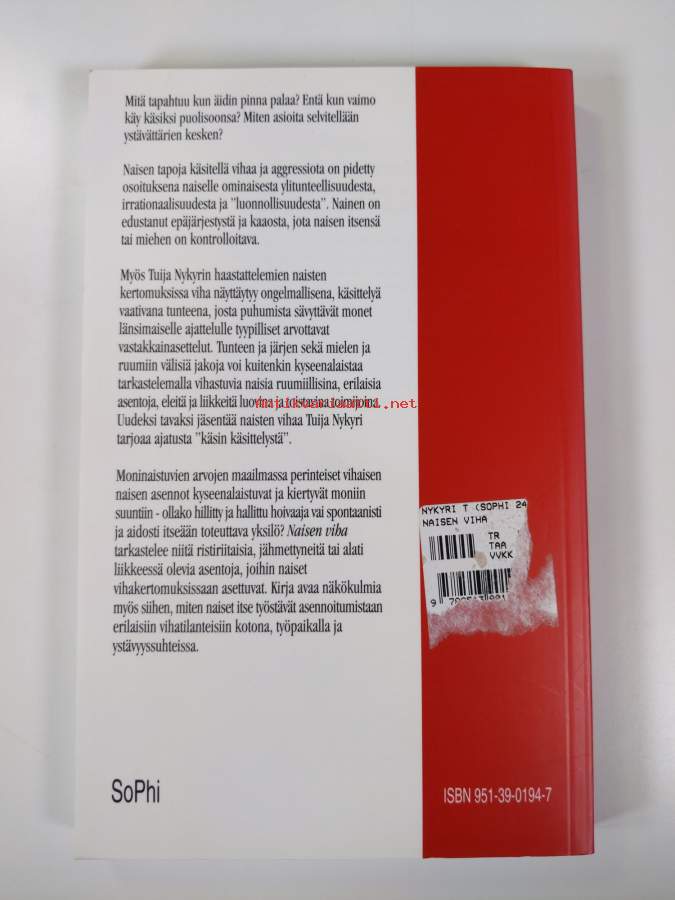 Mitä tapahtuu kun äidin pinna palaa? Entä kun vaimo
käy käsiksi puolisoonsa? Miten asioita selvitellään
ystävättärien kesken?
Naisen tapoja käsitellä vihaa ja aggressiota on pidetty
osoituksena naiselle ominaisesta ylitunteellisuudesta,
irrationaalisuudesta ja "luonnollisuudesta". Nainen on
edustanut epäjärjestystä ja kaaosta, jota naisen itsensä
tai miehen on kontrolloitava.
Myös Tuija Nykyrin haastattelemien naisten
kertomuksissa viha näyttäytyy ongelmallisena, käsittelyä
vaativana tunteena, josta puhumista sävyttävät monet
länsimaiselle ajattelulle tyypilliset arvottavat
vastakkainasettelut. Tunteen ja järjen sekä mielen ja
ruumiin välisiä jakoja voi kuitenkin kyseenalaistaa
tarkastelemalla vihastuvia naisia ruumiillisina, erilaisia
asentoja, eleitä ja liikkeitä luovina ja toistavina toimijoina.
Uudeksi tavaksi jäsentää naisten vihaa Tuija Nykyri
tarjoaa ajatusta "käsin käsittelystä".
Moninaistuvien arvojen maailmassa perinteiset vihaisen
naisen asennot kyseenalaistuvat ja kiertyvät moniin
suuntiin - ollako hillitty ja hallittu hoivaaja vai spontaanisti
ja aidosti itseään toteuttava yksilö? Naisen viha
tarkastelee niitä ristiriitaisia, jähmettyneitä tai alati
liikkeessä olevia asentoja, joihin naiset
vihakertomuksissaan asettuvat. Kirja avaa näkökulmia
myös siihen, miten naiset itse työstävät asennoitumistaan
erilaisiin vihatilanteisiin kotona, työpaikalla ja
ystävyyssuhteissa.
NYKYRI T (SOPHI 24
NAISEN VIHA
TR
TAA
VVKK
SoPhi
ISBN 951-39-0194-7